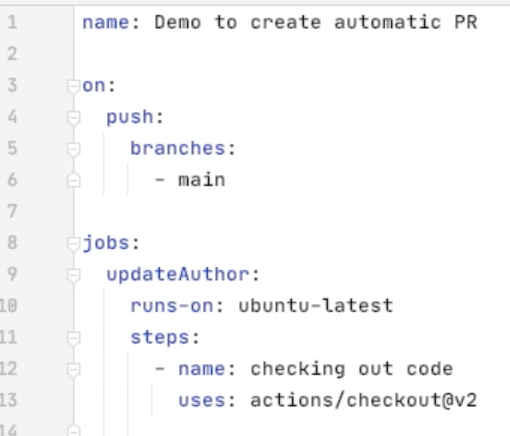 1 name: Demo to create automatic PR
2
3 on:
4   push:
5     branches:
6       - main
7
8 jobs:
9   updateAuthor:
10     runs-on: ubuntu-latest
11     steps:
12       - name: checking out code
13         uses: actions/checkout@v2
14